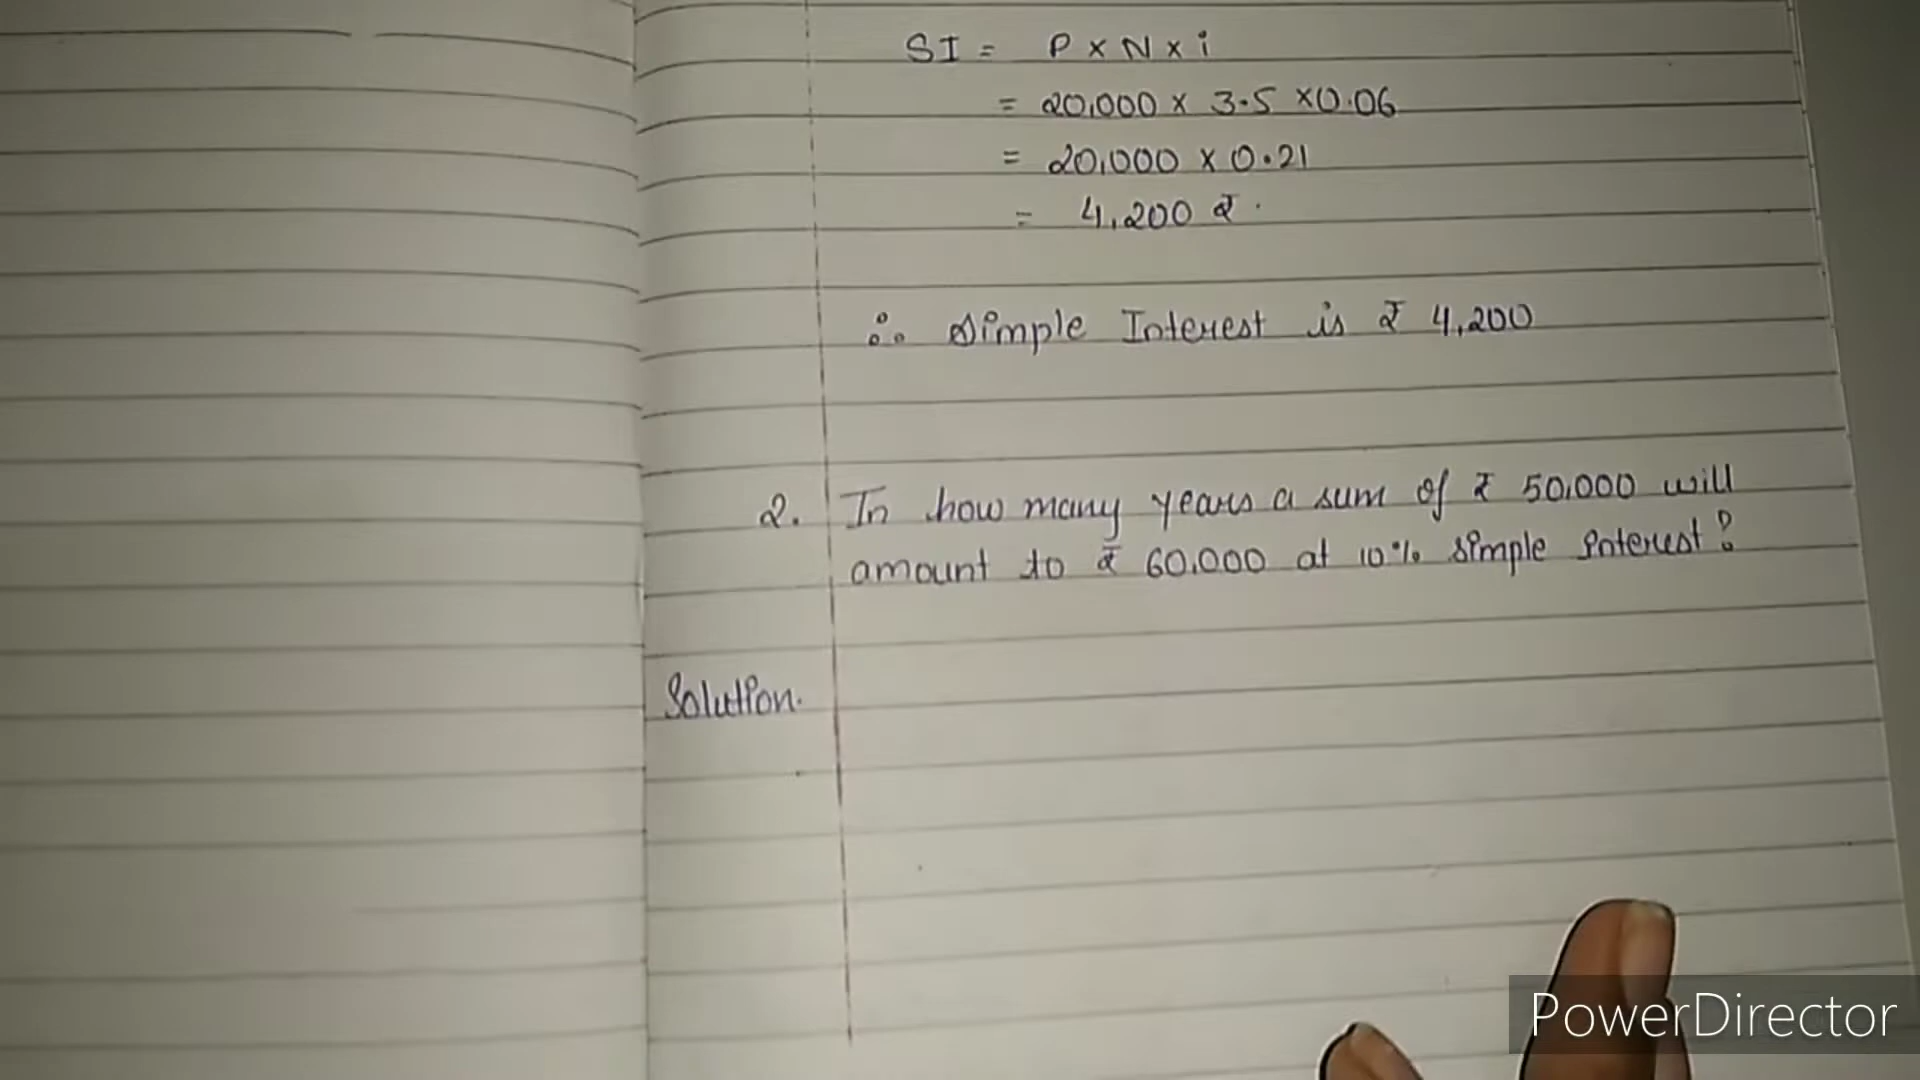 SI = P × N × i
= 20,000 × 3.5 × 0.06
= 20,000 × 0.21
= 4,200 ₹.
∴ Simple Interest is ₹ 4,200
2. In how many years a sum of ₹ 50,000 will
amount to ₹ 60,000 at 10% simple interest?
Solution.
PowerDirector